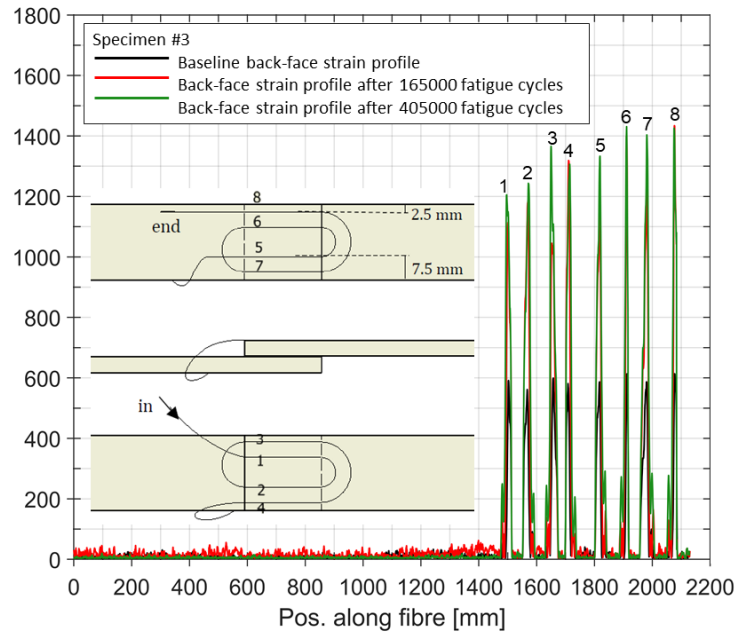 1800
1600
1400
1200
1000
800
600
400
200
0
Specimen #3
Baseline back-face strain profile
Back-face strain profile after 165000 fatigue cycles
Back-face strain profile after 405000 fatigue cycles
1 2 3 4 5 6 7 8
8
end
6
5
7
2.5 mm
7.5 mm
in
3
1
2
4
0 200 400 600 800 1000 1200 1400 1600 1800 2000 2200
Pos. along fibre [mm]